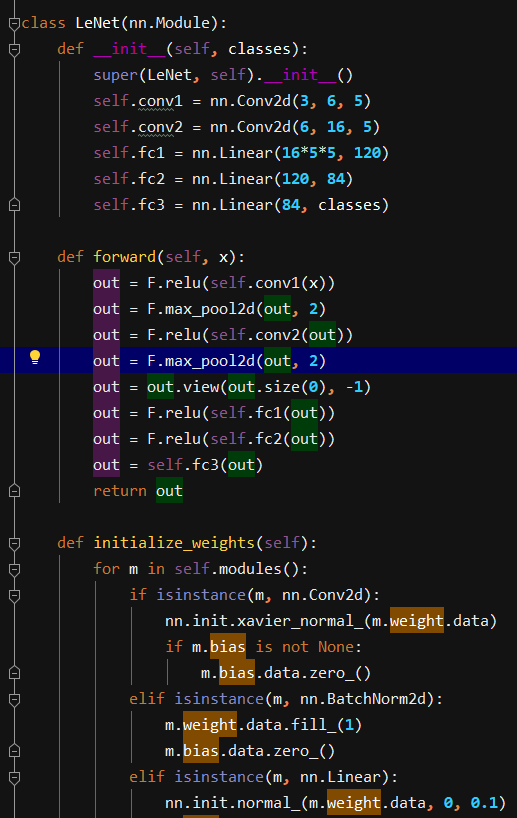 class LeNet(nn.Module):
    def __init__(self, classes):
        super(LeNet, self).__init__()
        self.conv1 = nn.Conv2d(3, 6, 5)
        self.conv2 = nn.Conv2d(6, 16, 5)
        self.fc1 = nn.Linear(16*5*5, 120)
        self.fc2 = nn.Linear(120, 84)
        self.fc3 = nn.Linear(84, classes)
    def forward(self, x):
        out = F.relu(self.conv1(x))
        out = F.max_pool2d(out, 2)
        out = F.relu(self.conv2(out))
        out = F.max_pool2d(out, 2)
        out = out.view(out.size(0), -1)
        out = F.relu(self.fc1(out))
        out = F.relu(self.fc2(out))
        out = self.fc3(out)
        return out
    def initialize_weights(self):
        for m in self.modules():
            if isinstance(m, nn.Conv2d):
                nn.init.xavier_normal_(m.weight.data)
                if m.bias is not None:
                    m.bias.data.zero_()
            elif isinstance(m, nn.BatchNorm2d):
                m.weight.data.fill_(1)
                m.bias.data.zero_()
            elif isinstance(m, nn.Linear):
                nn.init.normal_(m.weight.data, 0, 0.1)